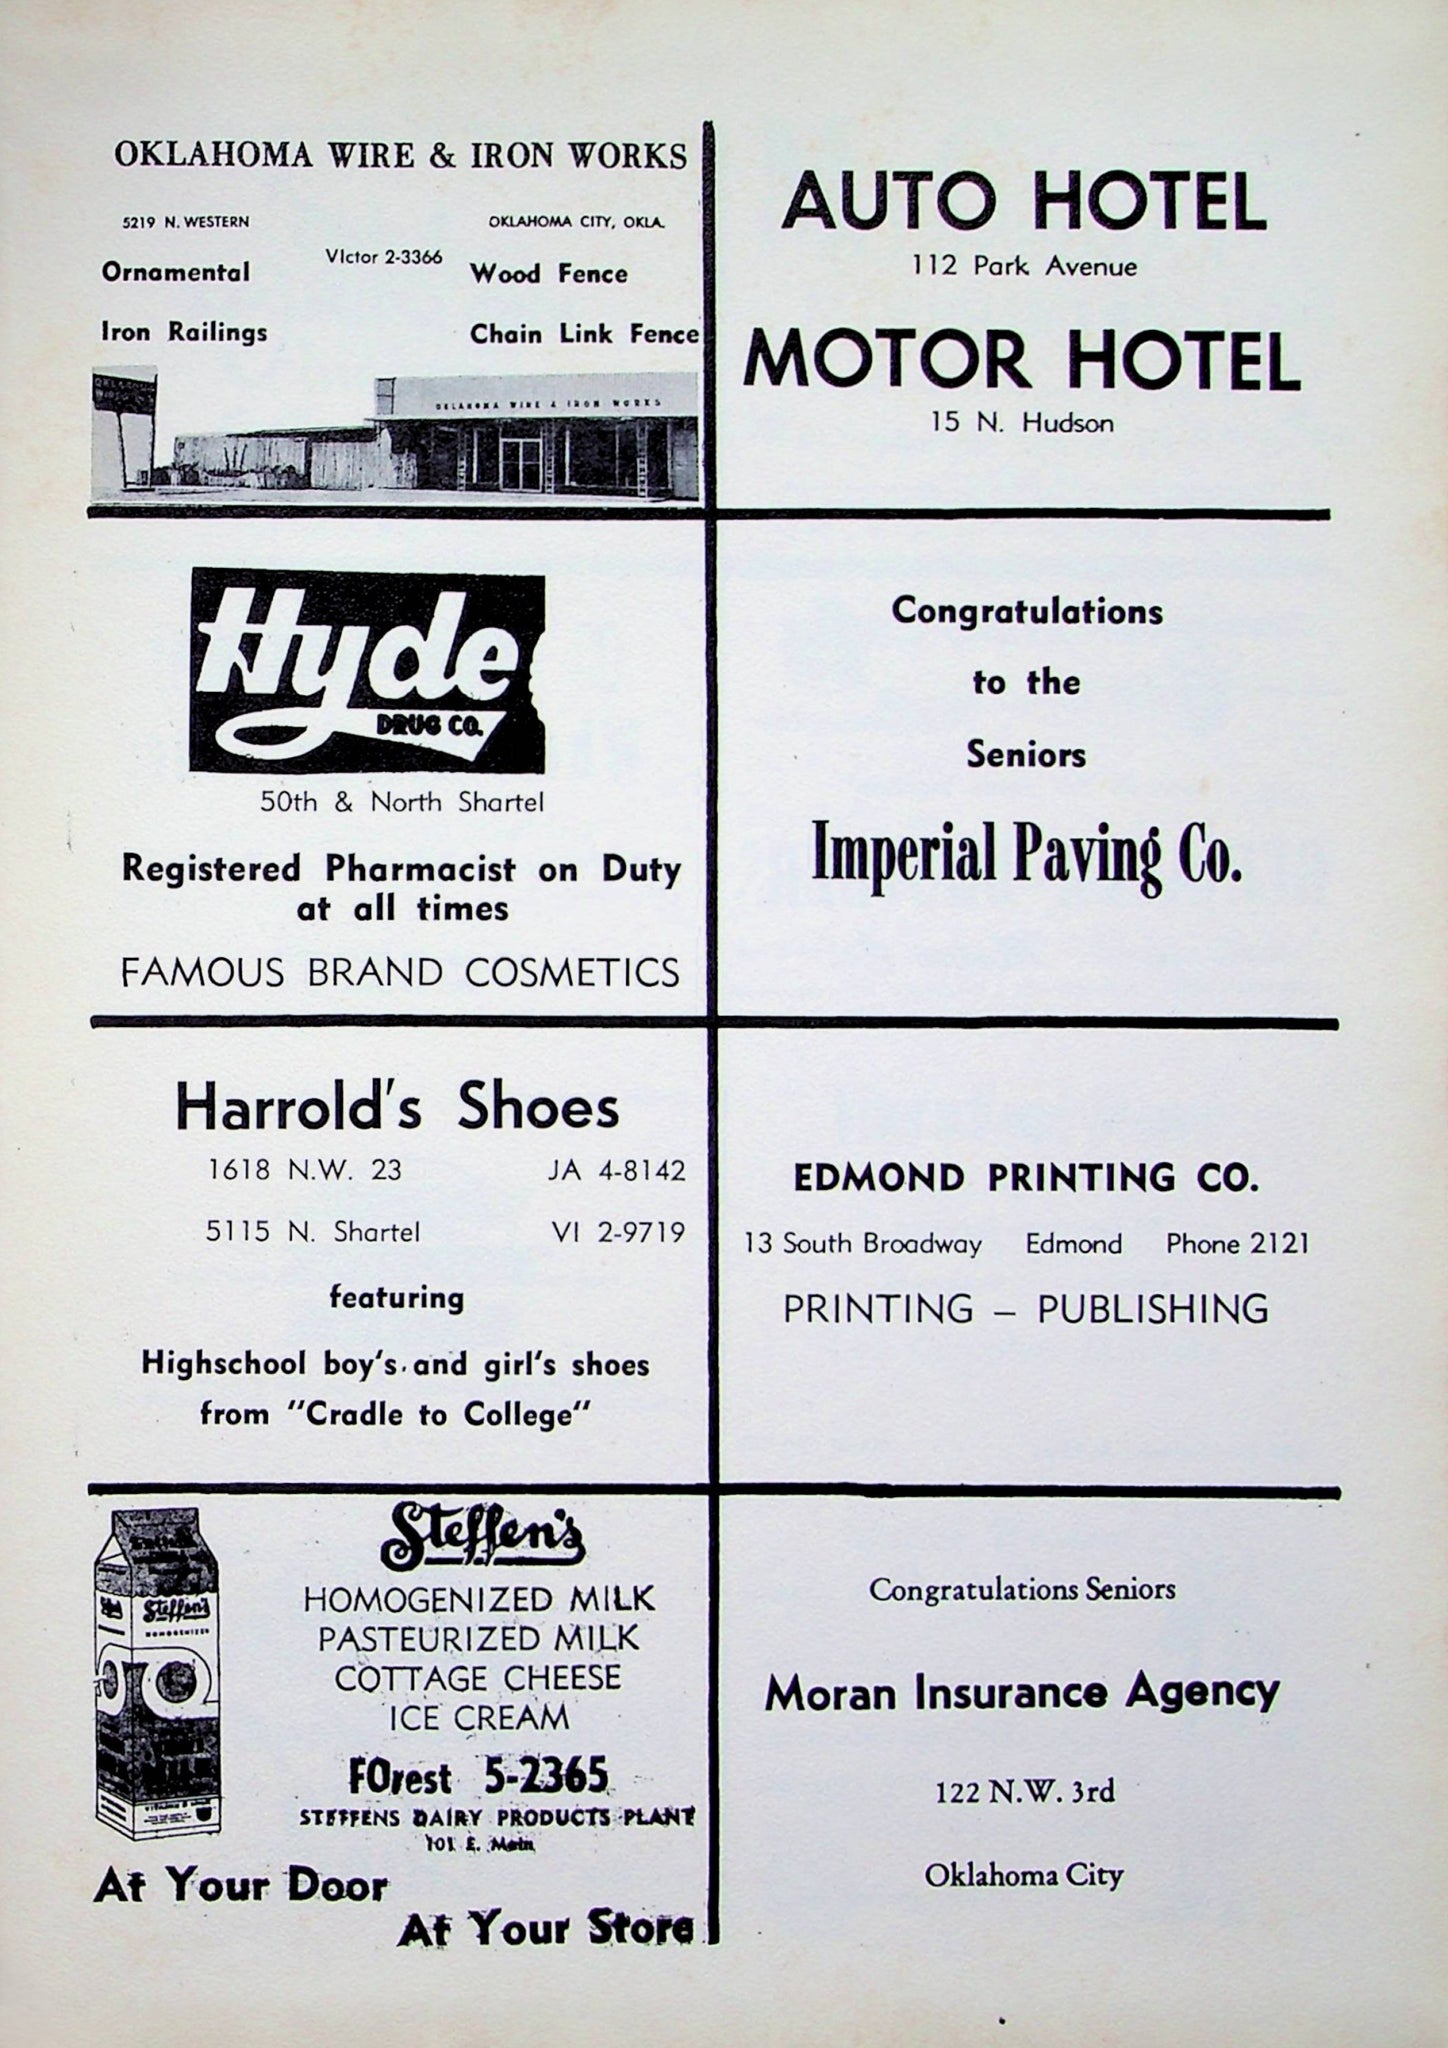 OKLAHOMA WIRE & IRON WORKS
5219 N. WESTERN
OKLAHOMA CITY, OKLA.
VIctor 2-3366
Ornamental
Wood Fence
Iron Railings
Chain Link Fence
OKLAHOMA WIRE & IRON WORKS
AUTO HOTEL
112 Park Avenue
MOTOR HOTEL
15 N. Hudson
Hyde
DRUG CO.
50th & North Shartel
Registered Pharmacist on Duty
at all times
FAMOUS BRAND COSMETICS
Congratulations
to the
Seniors
Imperial Paving Co.
Harrold's Shoes
1618 N.W. 23 JA 4-8142
5115 N. Shartel VI 2-9719
featuring
Highschool boy's and girl's shoes
from "Cradle to College"
EDMOND PRINTING CO.
13 South Broadway Edmond Phone 2121
PRINTING – PUBLISHING
Steffen's
HOMOGENIZED MILK
PASTEURIZED MILK
COTTAGE CHEESE
ICE CREAM
FOrest 5-2365
STEFFENS DAIRY PRODUCTS PLANT
101 E. Main
At Your Door
At Your Store
Steffen's
HOMOGENIZED
MILK
Congratulations Seniors
Moran Insurance Agency
122 N.W. 3rd
Oklahoma City